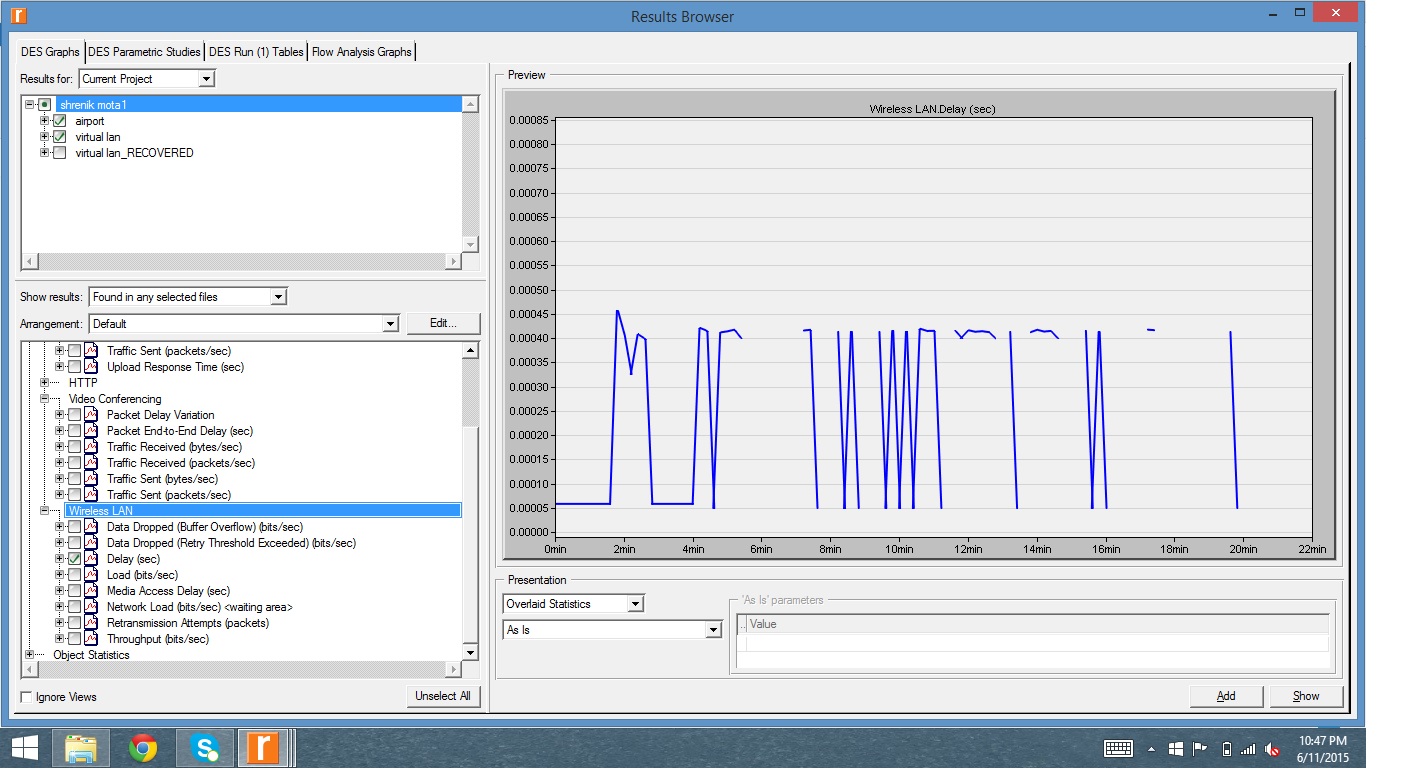 Results Browser
DES Graphs DES Parametric Studies DES Run (1) Tables Flow Analysis Graphs
Results for: Current Project
shrenik mota1
airport
virtual lan
virtual lan_RECOVERED
Show results: Found in any selected files
Arrangement: Default Edit...
Traffic Sent (packets/sec)
Upload Response Time (sec)
HTTP
Video Conferencing
Packet Delay Variation
Packet End-to-End Delay (sec)
Traffic Received (bytes/sec)
Traffic Received (packets/sec)
Traffic Sent (bytes/sec)
Traffic Sent (packets/sec)
Wireless LAN
Data Dropped (Buffer Overflow) (bits/sec)
Data Dropped (Retry Threshold Exceeded) (bits/sec)
Delay (sec)
Load (bits/sec)
Media Access Delay (sec)
Network Load (bits/sec) <waiting area>
Retransmission Attempts (packets)
Throughput (bits/sec)
Object Statistics
Ignore Views Unselect All
Preview
Wireless LAN.Delay (sec)
0.00085
0.00080
0.00075
0.00070
0.00065
0.00060
0.00055
0.00050
0.00045
0.00040
0.00035
0.00030
0.00025
0.00020
0.00015
0.00010
0.00005
0.00000
0min 2min 4min 6min 8min 10min 12min 14min 16min 18min 20min 22min
Presentation
Overlaid Statistics
As Is
'As Is' parameters
... Value
Add Show
10:47 PM
6/11/2015